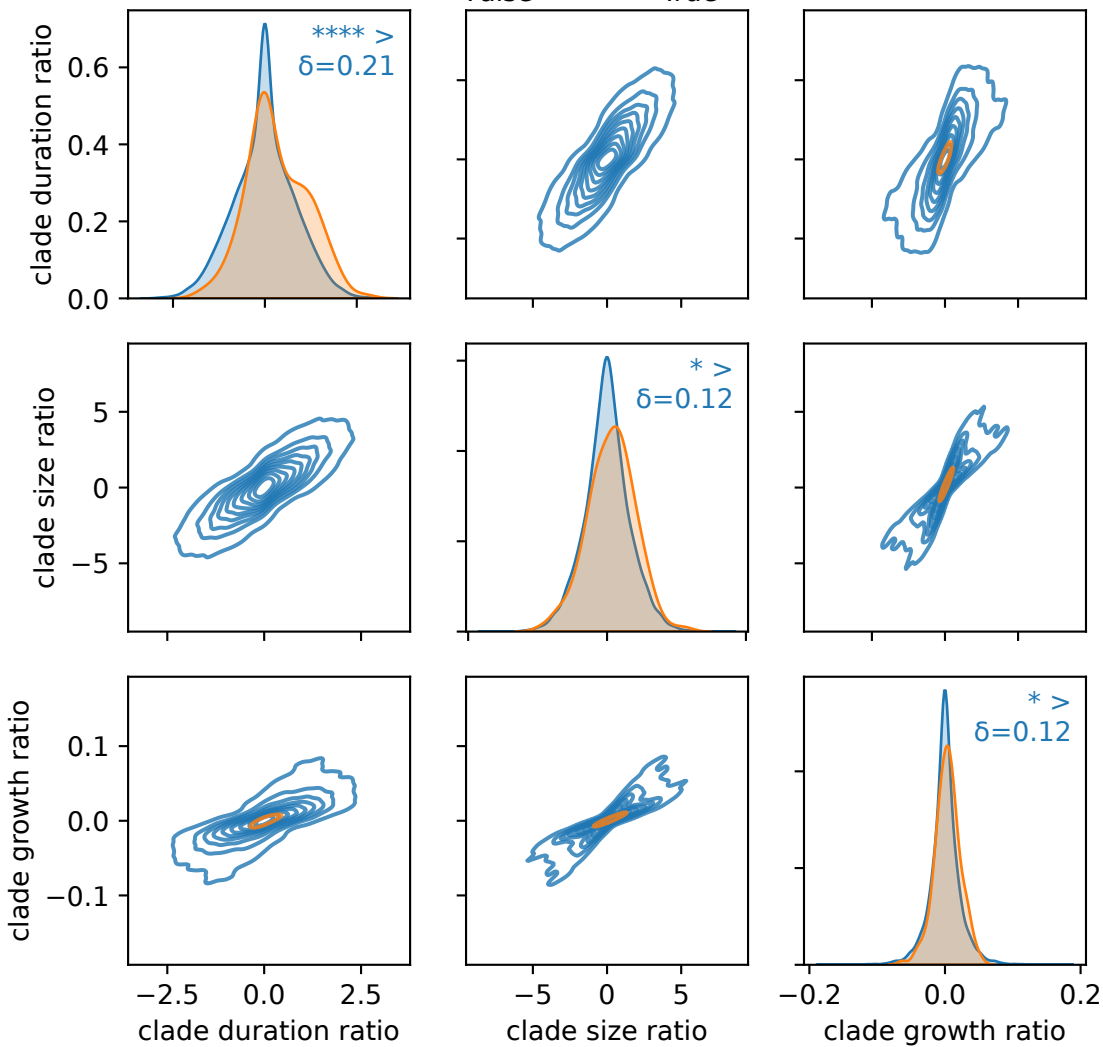 clade duration ratio
0.6
0.4
0.2
0.0
**** >
δ=0.21
clade size ratio
5
0
−5
* >
δ=0.12
clade growth ratio
0.1
0.0
−0.1
* >
δ=0.12
−2.5 0.0 2.5
−5 0 5
−0.2 0.0 0.2
clade duration ratio
clade size ratio
clade growth ratio